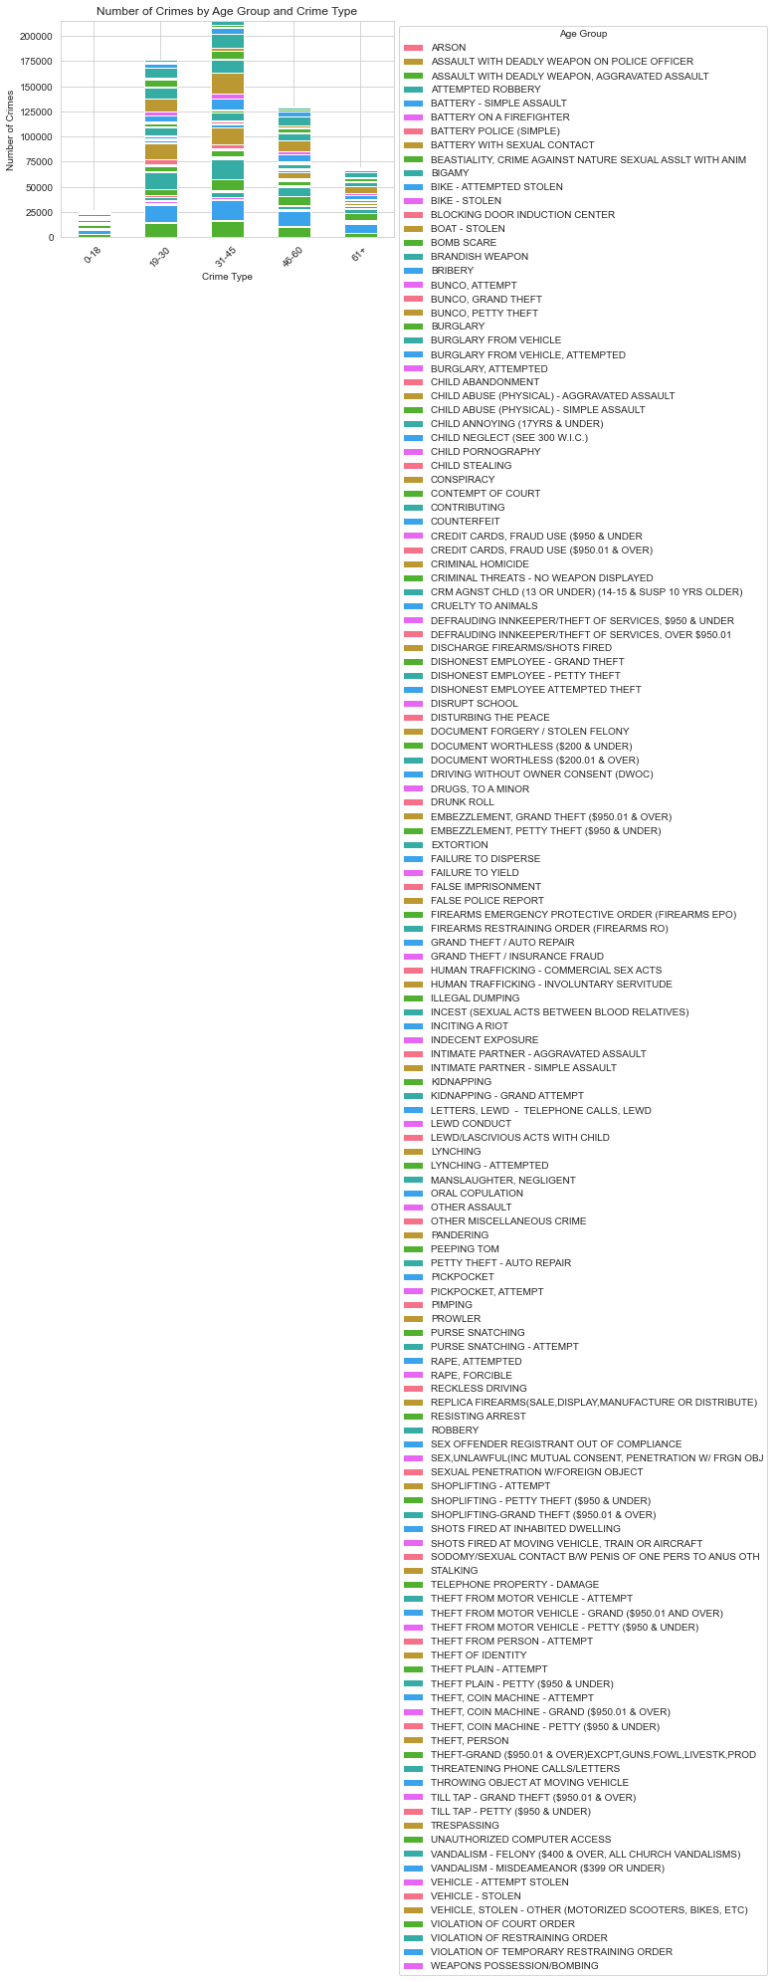 Number of Crimes by Age Group and Crime Type
Number of Crimes
200000
175000
150000
125000
100000
75000
50000
25000
0
0-18
19-30
31-45
46-60
61+
Crime Type
Age Group
ARSON
ASSAULT WITH DEADLY WEAPON ON POLICE OFFICER
ASSAULT WITH DEADLY WEAPON, AGGRAVATED ASSAULT
ATTEMPTED ROBBERY
BATTERY - SIMPLE ASSAULT
BATTERY ON A FIREFIGHTER
BATTERY POLICE (SIMPLE)
BATTERY WITH SEXUAL CONTACT
BEASTIALITY, CRIME AGAINST NATURE SEXUAL ASSLT WITH ANIM
BIGAMY
BIKE - ATTEMPTED STOLEN
BIKE - STOLEN
BLOCKING DOOR INDUCTION CENTER
BOAT - STOLEN
BOMB SCARE
BRANDISH WEAPON
BRIBERY
BUNCO, ATTEMPT
BUNCO, GRAND THEFT
BUNCO, PETTY THEFT
BURGLARY
BURGLARY FROM VEHICLE
BURGLARY FROM VEHICLE, ATTEMPTED
BURGLARY, ATTEMPTED
CHILD ABANDONMENT
CHILD ABUSE (PHYSICAL) - AGGRAVATED ASSAULT
CHILD ABUSE (PHYSICAL) - SIMPLE ASSAULT
CHILD ANNOYING (17YRS & UNDER)
CHILD NEGLECT (SEE 300 W.I.C.)
CHILD PORNOGRAPHY
CHILD STEALING
CONSPIRACY
CONTEMPT OF COURT
CONTRIBUTING
COUNTERFEIT
CREDIT CARDS, FRAUD USE ($950 & UNDER
CREDIT CARDS, FRAUD USE ($950.01 & OVER)
CRIMINAL HOMICIDE
CRIMINAL THREATS - NO WEAPON DISPLAYED
CRM AGNST CHLD (13 OR UNDER) (14-15 & SUSP 10 YRS OLDER)
CRUELTY TO ANIMALS
DEFRAUDING INNKEEPER/THEFT OF SERVICES, $950 & UNDER
DEFRAUDING INNKEEPER/THEFT OF SERVICES, OVER $950.01
DISCHARGE FIREARMS/SHOTS FIRED
DISHONEST EMPLOYEE - GRAND THEFT
DISHONEST EMPLOYEE - PETTY THEFT
DISHONEST EMPLOYEE ATTEMPTED THEFT
DISRUPT SCHOOL
DISTURBING THE PEACE
DOCUMENT FORGERY / STOLEN FELONY
DOCUMENT WORTHLESS ($200 & UNDER)
DOCUMENT WORTHLESS ($200.01 & OVER)
DRIVING WITHOUT OWNER CONSENT (DWOC)
DRUGS, TO A MINOR
DRUNK ROLL
EMBEZZLEMENT, GRAND THEFT ($950.01 & OVER)
EMBEZZLEMENT, PETTY THEFT ($950 & UNDER)
EXTORTION
FAILURE TO DISPERSE
FAILURE TO YIELD
FALSE IMPRISONMENT
FALSE POLICE REPORT
FIREARMS EMERGENCY PROTECTIVE ORDER (FIREARMS EPO)
FIREARMS RESTRAINING ORDER (FIREARMS RO)
GRAND THEFT / AUTO REPAIR
GRAND THEFT / INSURANCE FRAUD
HUMAN TRAFFICKING - COMMERCIAL SEX ACTS
HUMAN TRAFFICKING - INVOLUNTARY SERVITUDE
ILLEGAL DUMPING
INCEST (SEXUAL ACTS BETWEEN BLOOD RELATIVES)
INCITING A RIOT
INDECENT EXPOSURE
INTIMATE PARTNER - AGGRAVATED ASSAULT
INTIMATE PARTNER - SIMPLE ASSAULT
KIDNAPPING
KIDNAPPING - GRAND ATTEMPT
LETTERS, LEWD  -  TELEPHONE CALLS, LEWD
LEWD CONDUCT
LEWD/LASCIVIOUS ACTS WITH CHILD
LYNCHING
LYNCHING - ATTEMPTED
MANSLAUGHTER, NEGLIGENT
ORAL COPULATION
OTHER ASSAULT
OTHER MISCELLANEOUS CRIME
PANDERING
PEEPING TOM
PETTY THEFT - AUTO REPAIR
PICKPOCKET
PICKPOCKET, ATTEMPT
PIMPING
PROWLER
PURSE SNATCHING
PURSE SNATCHING - ATTEMPT
RAPE, ATTEMPTED
RAPE, FORCIBLE
RECKLESS DRIVING
REPLICA FIREARMS(SALE,DISPLAY,MANUFACTURE OR DISTRIBUTE)
RESISTING ARREST
ROBBERY
SEX OFFENDER REGISTRANT OUT OF COMPLIANCE
SEX,UNLAWFUL(INC MUTUAL CONSENT, PENETRATION W/ FRGN OBJ
SEXUAL PENETRATION W/FOREIGN OBJECT
SHOPLIFTING - ATTEMPT
SHOPLIFTING - PETTY THEFT ($950 & UNDER)
SHOPLIFTING-GRAND THEFT ($950.01 & OVER)
SHOTS FIRED AT INHABITED DWELLING
SHOTS FIRED AT MOVING VEHICLE, TRAIN OR AIRCRAFT
SODOMY/SEXUAL CONTACT B/W PENIS OF ONE PERS TO ANUS OTH
STALKING
TELEPHONE PROPERTY - DAMAGE
THEFT FROM MOTOR VEHICLE - ATTEMPT
THEFT FROM MOTOR VEHICLE - GRAND ($950.01 AND OVER)
THEFT FROM MOTOR VEHICLE - PETTY ($950 & UNDER)
THEFT FROM PERSON - ATTEMPT
THEFT OF IDENTITY
THEFT PLAIN - ATTEMPT
THEFT PLAIN - PETTY ($950 & UNDER)
THEFT, COIN MACHINE - ATTEMPT
THEFT, COIN MACHINE - GRAND ($950.01 & OVER)
THEFT, COIN MACHINE - PETTY ($950 & UNDER)
THEFT, PERSON
THEFT-GRAND ($950.01 & OVER)EXCPT,GUNS,FOWL,LIVESTK,PROD
THREATENING PHONE CALLS/LETTERS
THROWING OBJECT AT MOVING VEHICLE
TILL TAP - GRAND THEFT ($950.01 & OVER)
TILL TAP - PETTY ($950 & UNDER)
TRESPASSING
UNAUTHORIZED COMPUTER ACCESS
VANDALISM - FELONY ($400 & OVER, ALL CHURCH VANDALISMS)
VANDALISM - MISDEAMEANOR ($399 OR UNDER)
VEHICLE - ATTEMPT STOLEN
VEHICLE - STOLEN
VEHICLE, STOLEN - OTHER (MOTORIZED SCOOTERS, BIKES, ETC)
VIOLATION OF COURT ORDER
VIOLATION OF RESTRAINING ORDER
VIOLATION OF TEMPORARY RESTRAINING ORDER
WEAPONS POSSESSION/BOMBING